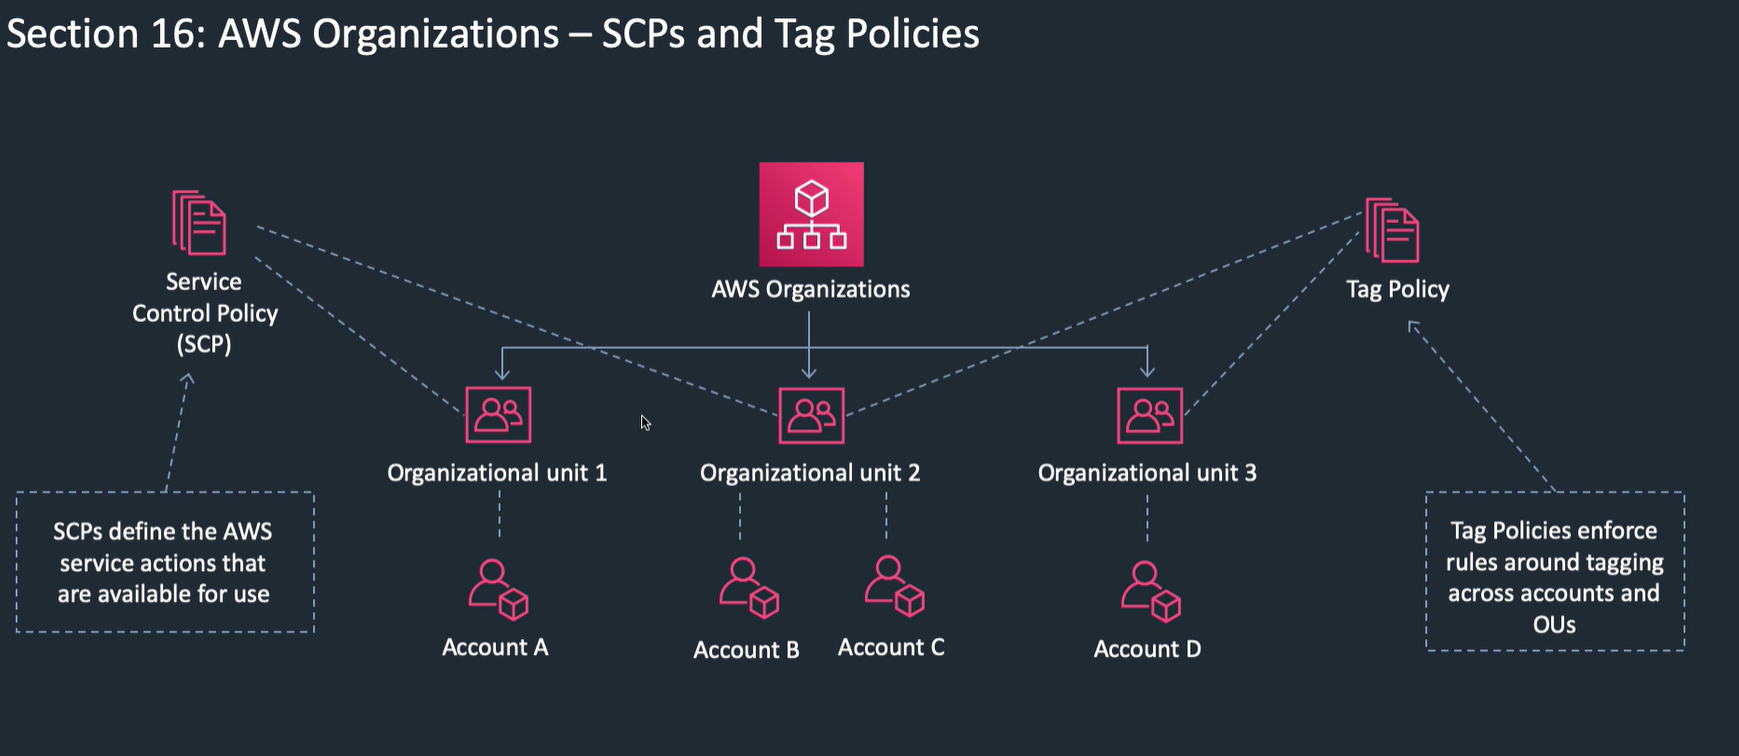 Section 16: AWS Organizations – SCPs and Tag Policies
Service
Control Policy
(SCP)
AWS Organizations
Tag Policy
Organizational unit 1
Organizational unit 2
Organizational unit 3
SCPs define the AWS
service actions that
are available for use
Tag Policies enforce
rules around tagging
across accounts and
OUs
Account A
Account B
Account C
Account D